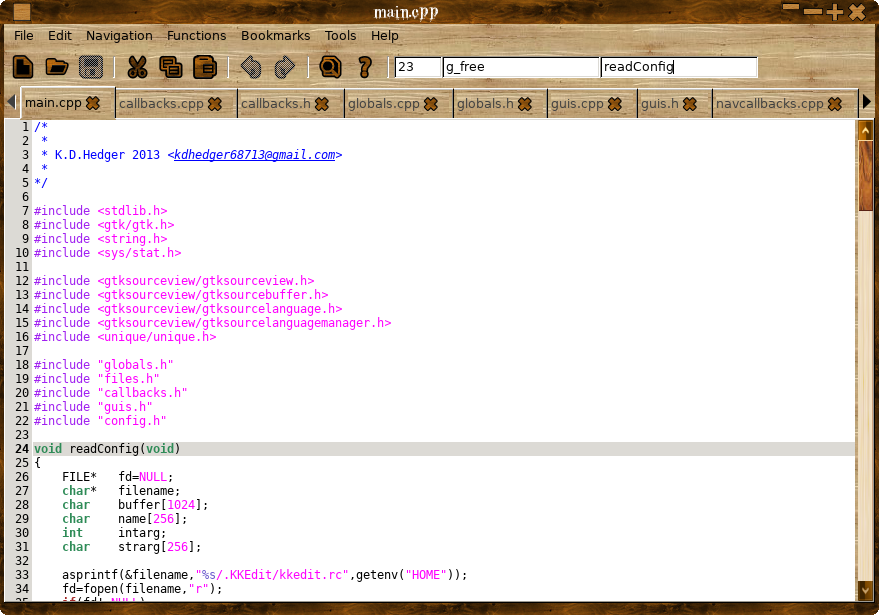 main.cpp
File Edit Navigation Functions Bookmarks Tools Help
23 g_free readConfig
main.cpp callbacks.cpp callbacks.h globals.cpp globals.h guis.cpp guis.h navcallbacks.cpp
1 /*
2  *
3  * K.D.Hedger 2013 <kdhedger68713@gmail.com>
4  *
5 */
6
7 #include <stdlib.h>
8 #include <gtk/gtk.h>
9 #include <string.h>
10 #include <sys/stat.h>
11
12 #include <gtksourceview/gtksourceview.h>
13 #include <gtksourceview/gtksourcebuffer.h>
14 #include <gtksourceview/gtksourcelanguage.h>
15 #include <gtksourceview/gtksourcelanguagemanager.h>
16 #include <unique/unique.h>
17
18 #include "globals.h"
19 #include "files.h"
20 #include "callbacks.h"
21 #include "guis.h"
22 #include "config.h"
23
24 void readConfig(void)
25 {
26     FILE*   fd=NULL;
27     char*   filename;
28     char    buffer[1024];
29     char    name[256];
30     int     intarg;
31     char    strarg[256];
32
33     asprintf(&filename,"%s/.KKEdit/kkedit.rc",getenv("HOME"));
34     fd=fopen(filename,"r");